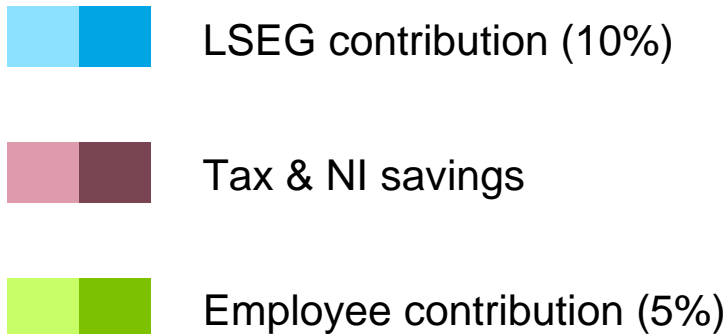 LSEG contribution (10%)
Tax & NI savings
Employee contribution (5%)